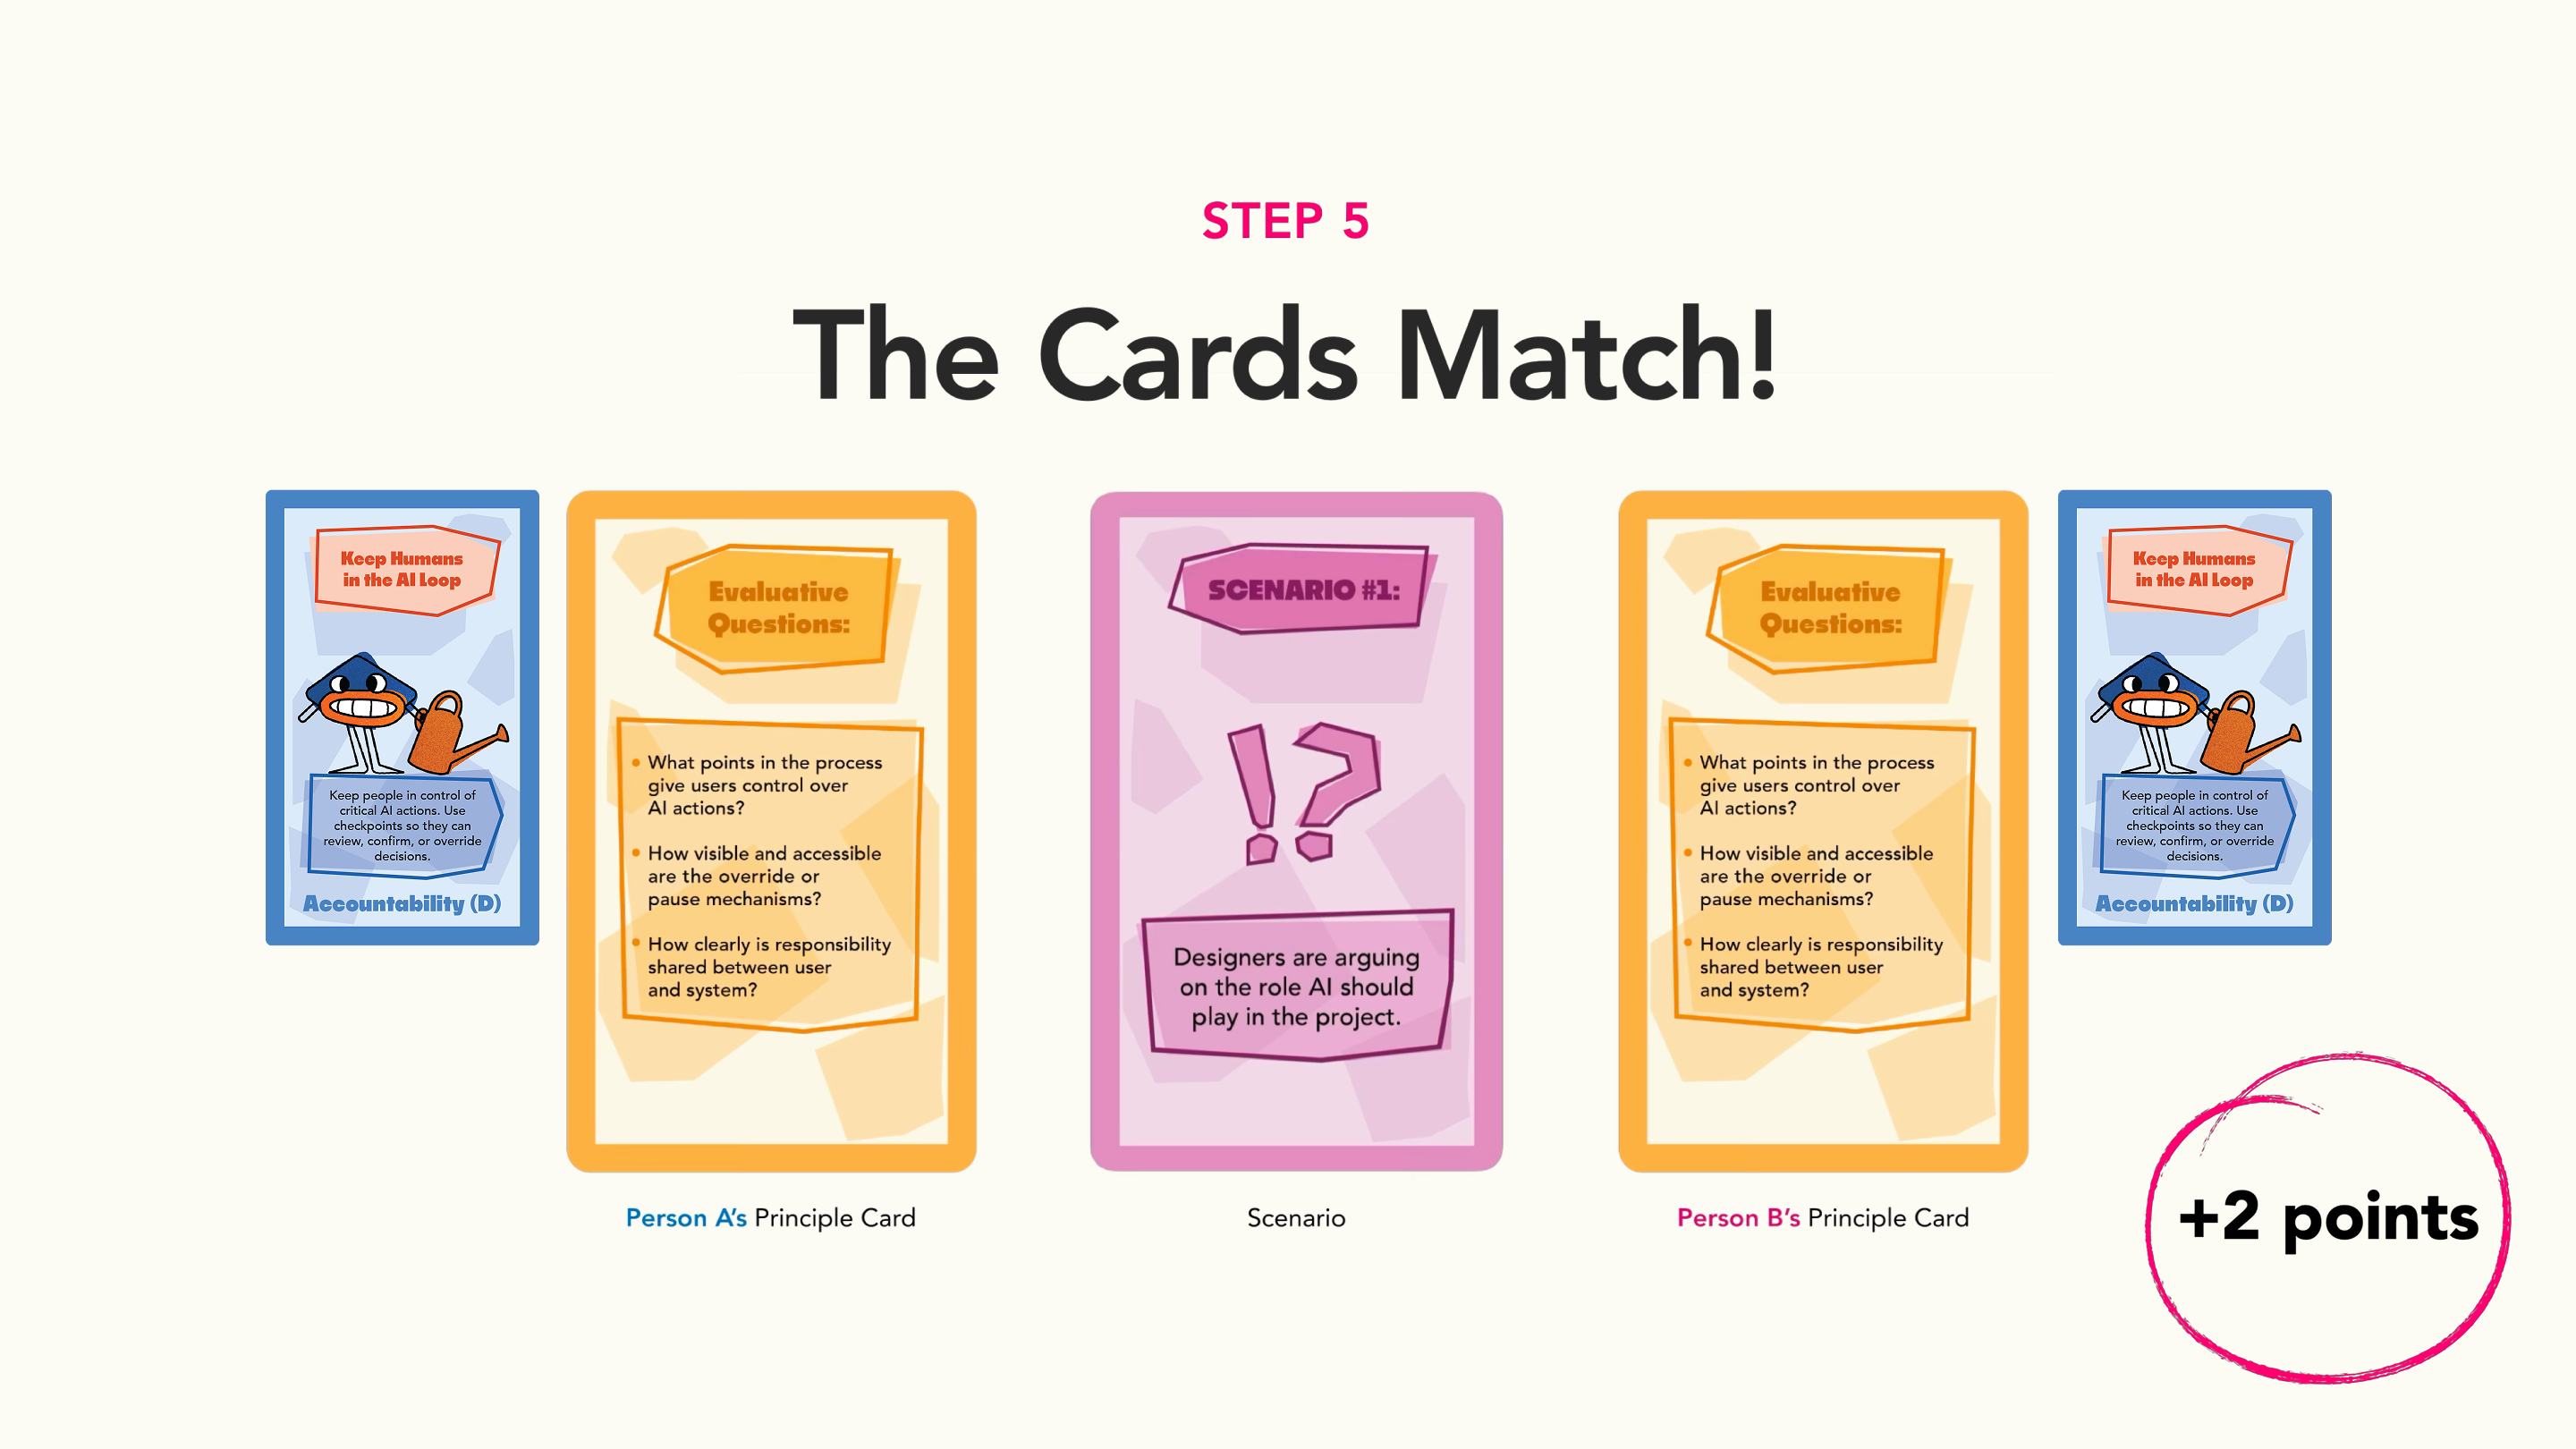 STEP 5
The Cards Match!
Keep Humans
in the AI Loop
Keep people in control of
critical AI actions. Use
checkpoints so they can
review, confirm, or override
decisions.
Accountability (D)
Evaluative
Questions:
• What points in the process
give users control over
AI actions?
• How visible and accessible
are the override or
pause mechanisms?
• How clearly is responsibility
shared between user
and system?
Person A's Principle Card
SCENARIO #1:
!?
Designers are arguing
on the role AI should
play in the project.
Scenario
Evaluative
Questions:
• What points in the process
give users control over
AI actions?
• How visible and accessible
are the override or
pause mechanisms?
• How clearly is responsibility
shared between user
and system?
Person B's Principle Card
Keep Humans
in the AI Loop
Keep people in control of
critical AI actions. Use
checkpoints so they can
review, confirm, or override
decisions.
Accountability (D)
+2 points